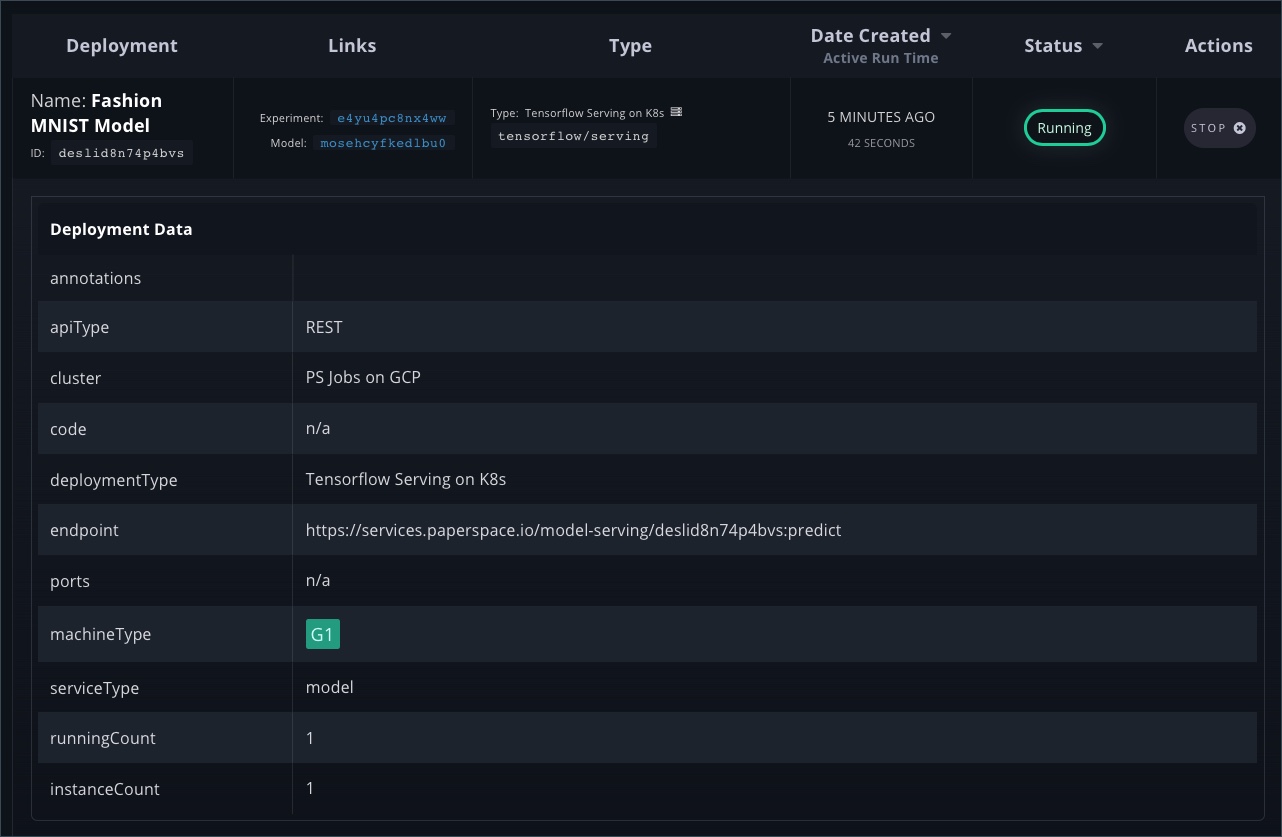 Deployment
Links
Type
Date Created
Active Run Time
Status
Actions
Name: Fashion
MNIST Model
ID: deslid8n74p4bvs
Experiment: e4yu4pc8nx4ww
Model: mosehcyfkedlbu0
Type: Tensorflow Serving on K8s
tensorflow/serving
5 MINUTES AGO
42 SECONDS
Running
STOP
Deployment Data
annotations
apiType REST
cluster PS Jobs on GCP
code n/a
deploymentType Tensorflow Serving on K8s
endpoint https://services.paperspace.io/model-serving/deslid8n74p4bvs:predict
ports n/a
machineType G1
serviceType model
runningCount 1
instanceCount 1